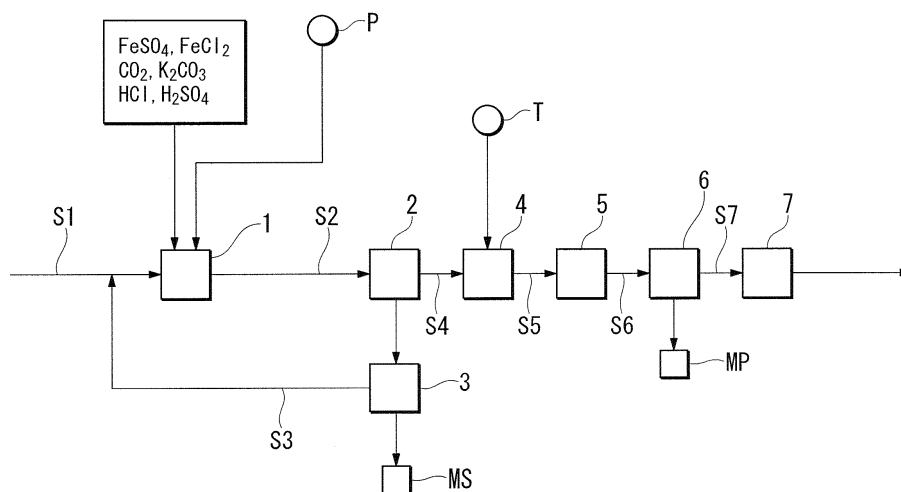 FeSO₄, FeCl₂
CO₂, K₂CO₃
HCl, H₂SO₄
P
T
S1
1
S2
2
4
5
6
S7
7
S4
S5
S6
MP
3
S3
MS